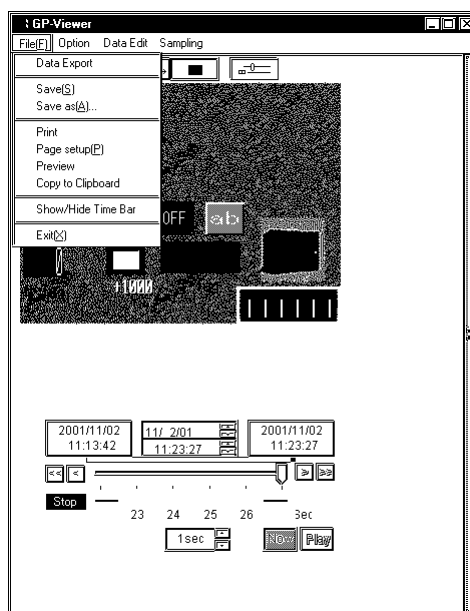 GP-Viewer
File(F) Option Data Edit Sampling
Data Export
Save(S)
Save as(A)...
Print
Page setup(P)
Preview
Copy to Clipboard
Show/Hide Time Bar
Exit(X)
OFF ab
+1000
2001/11/02 11:13:42
11/ 2/01 11:23:27
2001/11/02 11:23:27
<< < > >>
Stop
23 24 25 26 Sec
1sec Now Play